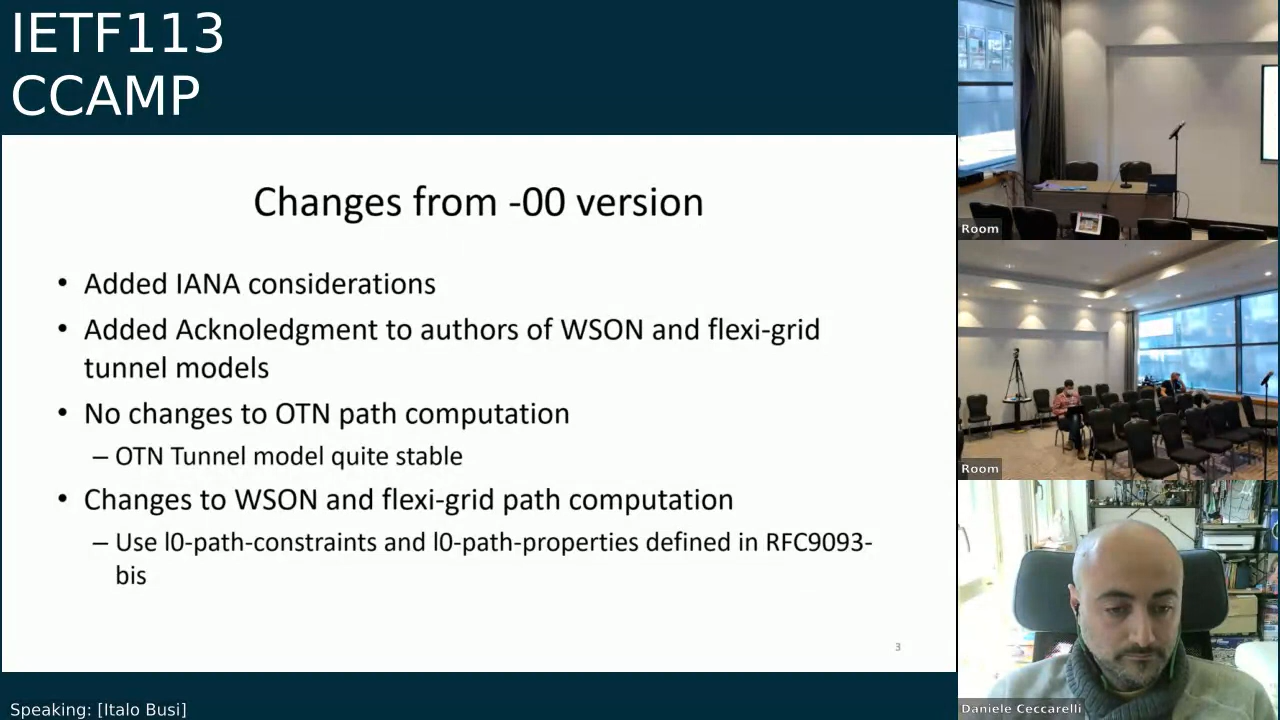 IETF113
CCAMP
Changes from -00 version
• Added IANA considerations
• Added Acknoledgment to authors of WSON and flexi-grid
tunnel models
• No changes to OTN path computation
– OTN Tunnel model quite stable
• Changes to WSON and flexi-grid path computation
– Use l0-path-constraints and l0-path-properties defined in RFC9093-
bis
3
Speaking: [Italo Busi]
Room
Room
Daniele Ceccarelli